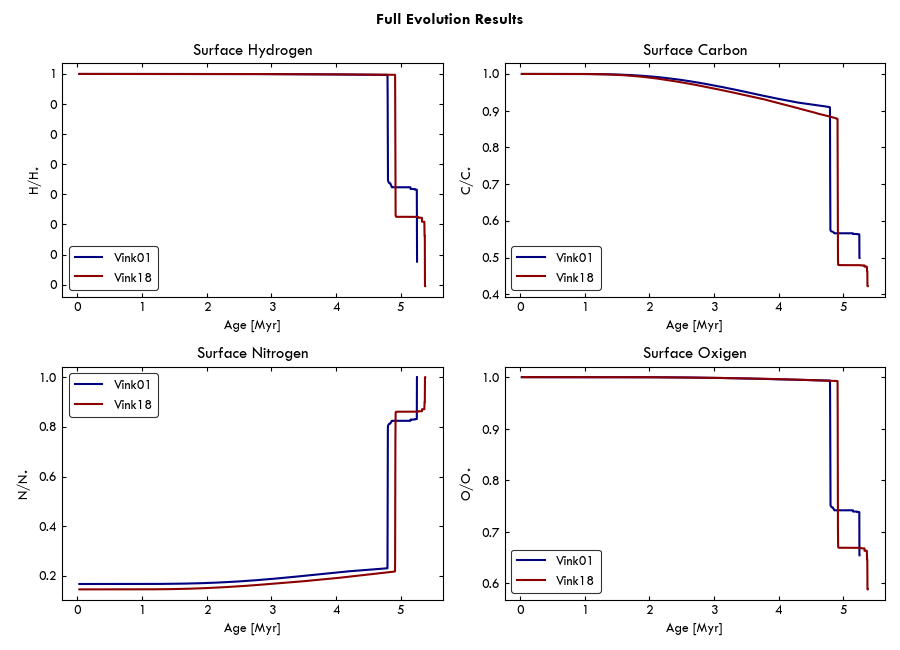 Full Evolution Results
Surface Hydrogen
1
0
0
0
0
0
0
0
H/H⋆
0 1 2 3 4 5
Age [Myr]
Vink01
Vink18
Surface Carbon
1.0
0.9
0.8
0.7
0.6
0.5
0.4
C/C⋆
0 1 2 3 4 5
Age [Myr]
Vink01
Vink18
Surface Nitrogen
1.0
0.8
0.6
0.4
0.2
N/N⋆
0 1 2 3 4 5
Age [Myr]
Vink01
Vink18
Surface Oxigen
1.0
0.9
0.8
0.7
0.6
O/O⋆
0 1 2 3 4 5
Age [Myr]
Vink01
Vink18